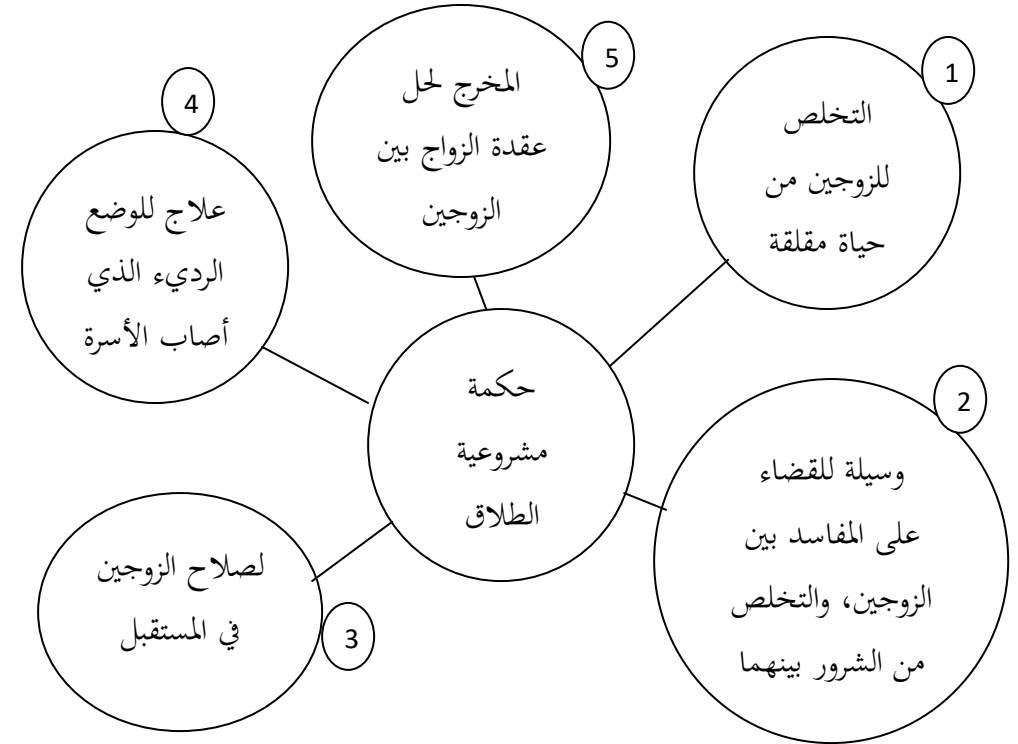 حكمة
مشروعية
الطلاق
1
التخلص
للزوجين من
حياة مقلقة
2
وسيلة للقضاء
على المفاسد بين
الزوجين، والتخلص
من الشرور بينهما
3
لصلاح الزوجين
في المستقبل
4
علاج للوضع
الرديء الذي
أصاب الأسرة
5
المخرج لحل
عقدة الزواج بين
الزوجين